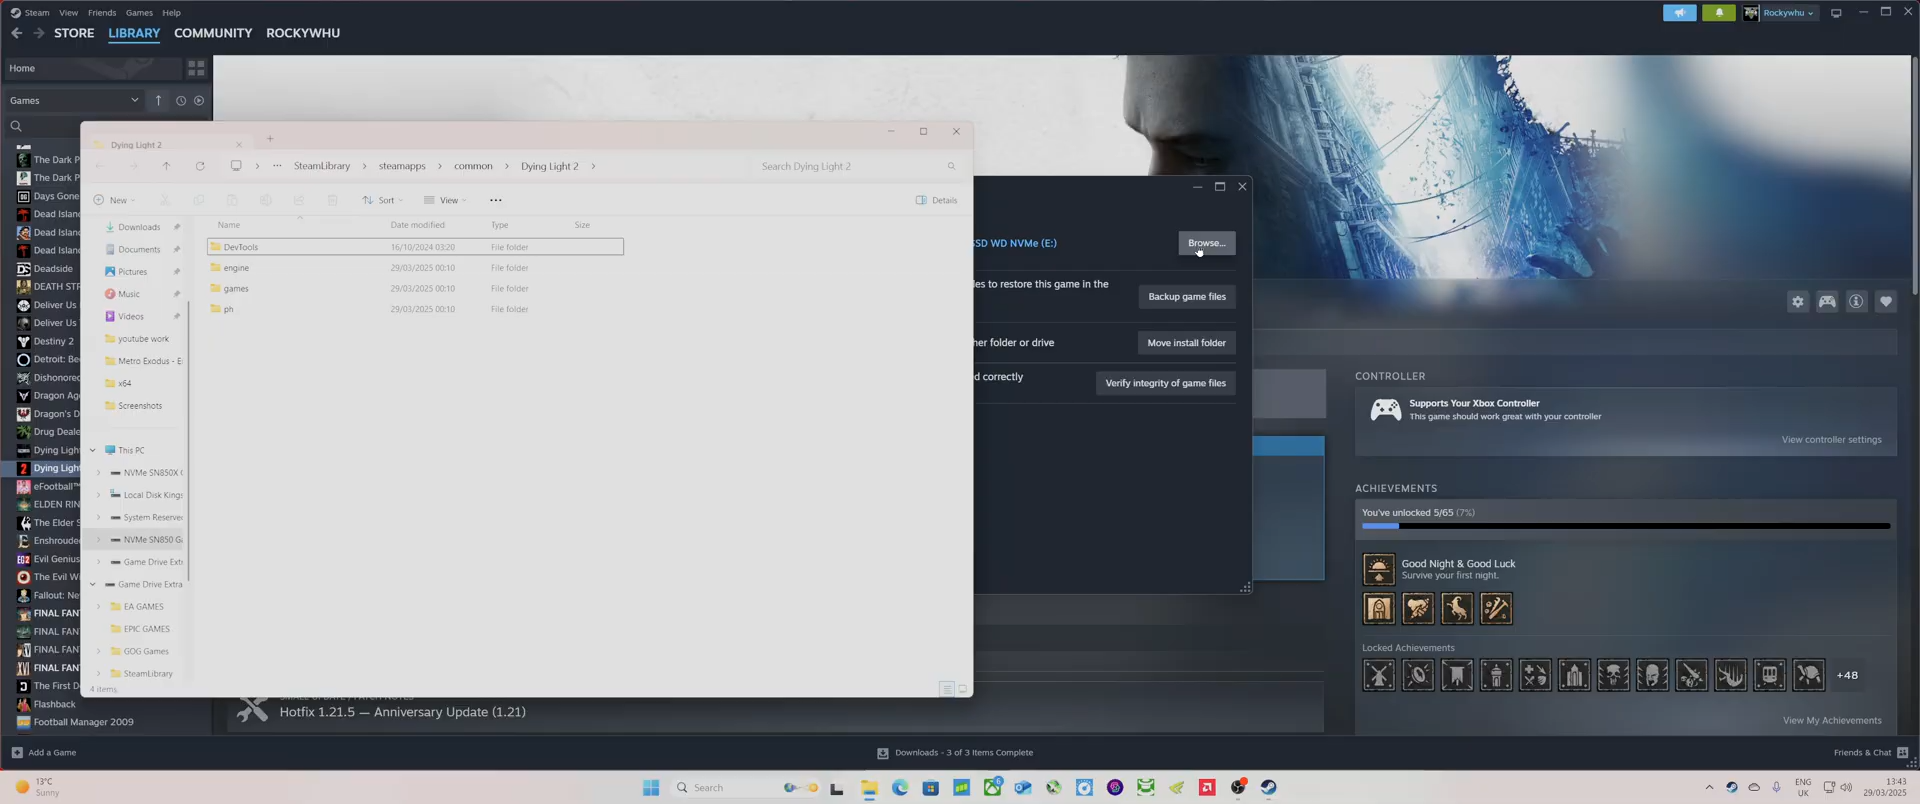 Steam View Friends Games Help
Rockywhu
STORE LIBRARY COMMUNITY ROCKYWHU
Home
Games
The Dark P
The Dark P
Days Gone
Dead Islan
Dead Islan
Dead Islan
Deadside
DEATH STR
Deliver Us
Deliver Us
Destiny 2
Detroit: Be
Dishonored
Dragon Ag
Dragon's D
Drug Deale
Dying Light
Dying Light
eFootball™
ELDEN RIN
The Elder S
Enshrouded
Evil Genius
The Evil Wi
Fallout: Ne
FINAL FAN
FINAL FAN
FINAL FAN
FINAL FAN
The First D
Flashback
Football Manager 2009
Dying Light 2
SteamLibrary steamapps common Dying Light 2
Search Dying Light 2
New Sort View Details
Name Date modified Type Size
DevTools 16/10/2024 03:20 File folder
engine 29/03/2025 00:10 File folder
games 29/03/2025 00:10 File folder
ph 29/03/2025 00:10 File folder
Downloads
Documents
Pictures
Music
Videos
youtube work
Metro Exodus - E
x64
Screenshots
This PC
NVMe SN850X
Local Disk Kings
System Reserve
NVMe SN850 G
Game Drive Ext
Game Drive Extra
EA GAMES
EPIC GAMES
GOG Games
SteamLibrary
4 items
SSD WD NVMe (E:)
Browse...
les to restore this game in the
Backup game files
her folder or drive
Move install folder
d correctly
Verify integrity of game files
CONTROLLER
Supports Your Xbox Controller
This game should work great with your controller
View controller settings
ACHIEVEMENTS
You've unlocked 5/65 (7%)
Good Night & Good Luck
Survive your first night.
Locked Achievements
+48
View My Achievements
SMALL UPDATE / PATCH NOTES
Hotfix 1.21.5 — Anniversary Update (1.21)
Add a Game
Downloads - 3 of 3 Items Complete
Friends & Chat
13°C
Sunny
Search
6
ENG
UK
13:43
29/03/2025